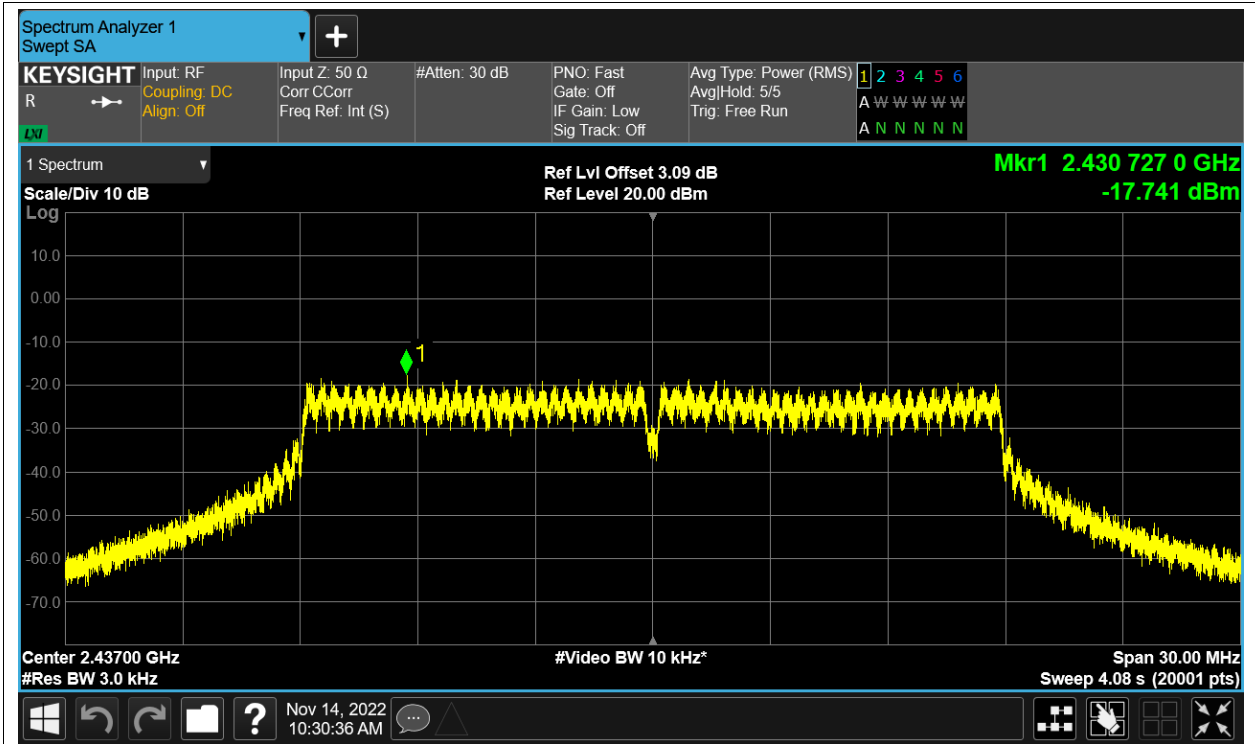 Spectrum Analyzer 1
Swept SA
KEYSIGHT
R
LXI
Input: RF
Coupling: DC
Align: Off
Input Z: 50 Ω
Corr CCorr
Freq Ref: Int (S)
#Atten: 30 dB
PNO: Fast
Gate: Off
IF Gain: Low
Sig Track: Off
Avg Type: Power (RMS)
Avg|Hold: 5/5
Trig: Free Run
1 2 3 4 5 6
A W W W W W
A N N N N N
1 Spectrum
Scale/Div 10 dB
Log
Ref Lvl Offset 3.09 dB
Ref Level 20.00 dBm
Mkr1 2.430 727 0 GHz
-17.741 dBm
10.0
0.00
-10.0
1
-20.0
-30.0
-40.0
-50.0
-60.0
-70.0
Center 2.43700 GHz
#Video BW 10 kHz*
Span 30.00 MHz
#Res BW 3.0 kHz
Sweep 4.08 s (20001 pts)
?
Nov 14, 2022
10:30:36 AM